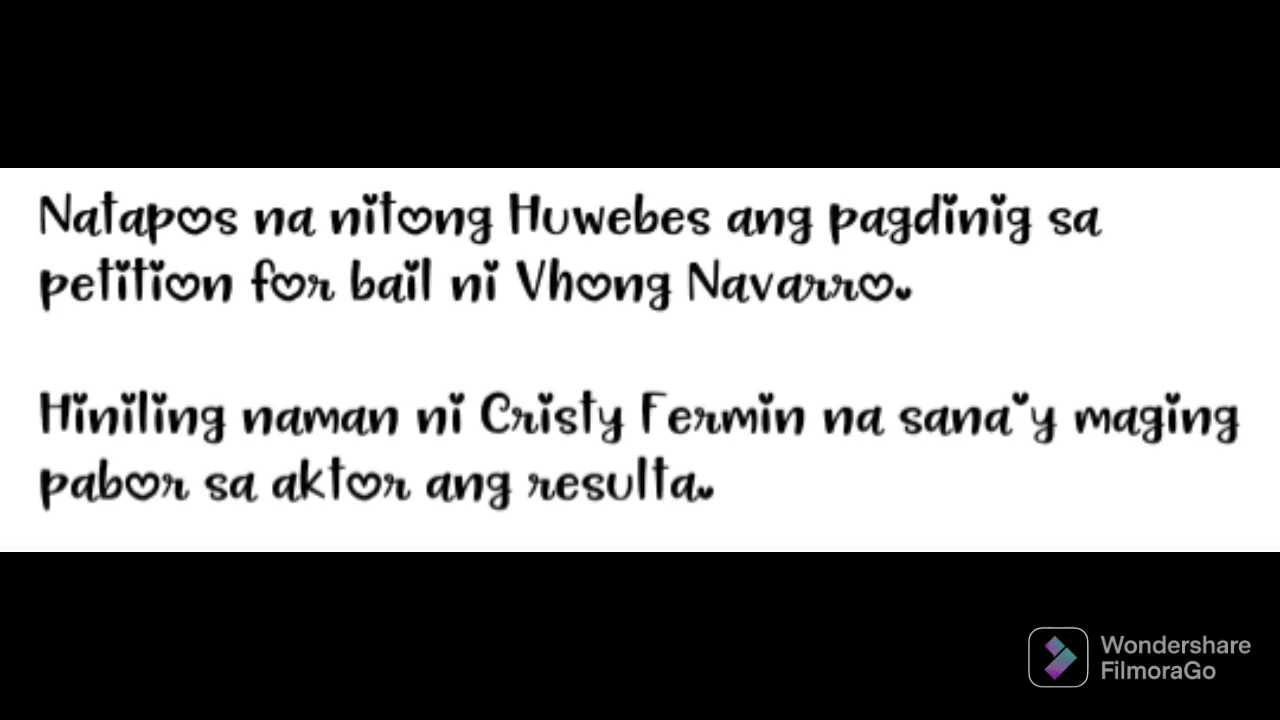 Natapos na nitong Huwebes ang pagdinig sa
petition for bail ni Vhong Navarro.
Hiniling naman ni Cristy Fermin na sana'y maging
pabor sa aktor ang resulta.
Wondershare
FilmoraGo